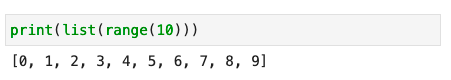 print(list(range(10)))
[0, 1, 2, 3, 4, 5, 6, 7, 8, 9]